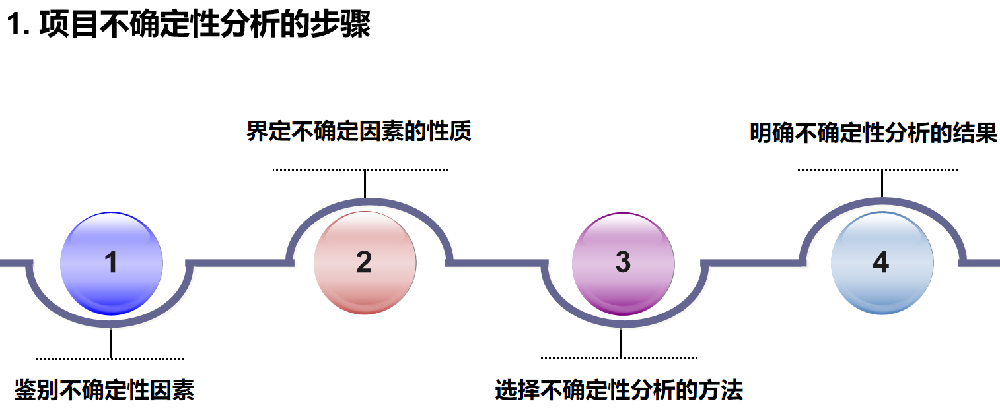 1. 项目不确定性分析的步骤
1
鉴别不确定性因素
2
界定不确定因素的性质
3
选择不确定性分析的方法
4
明确不确定性分析的结果